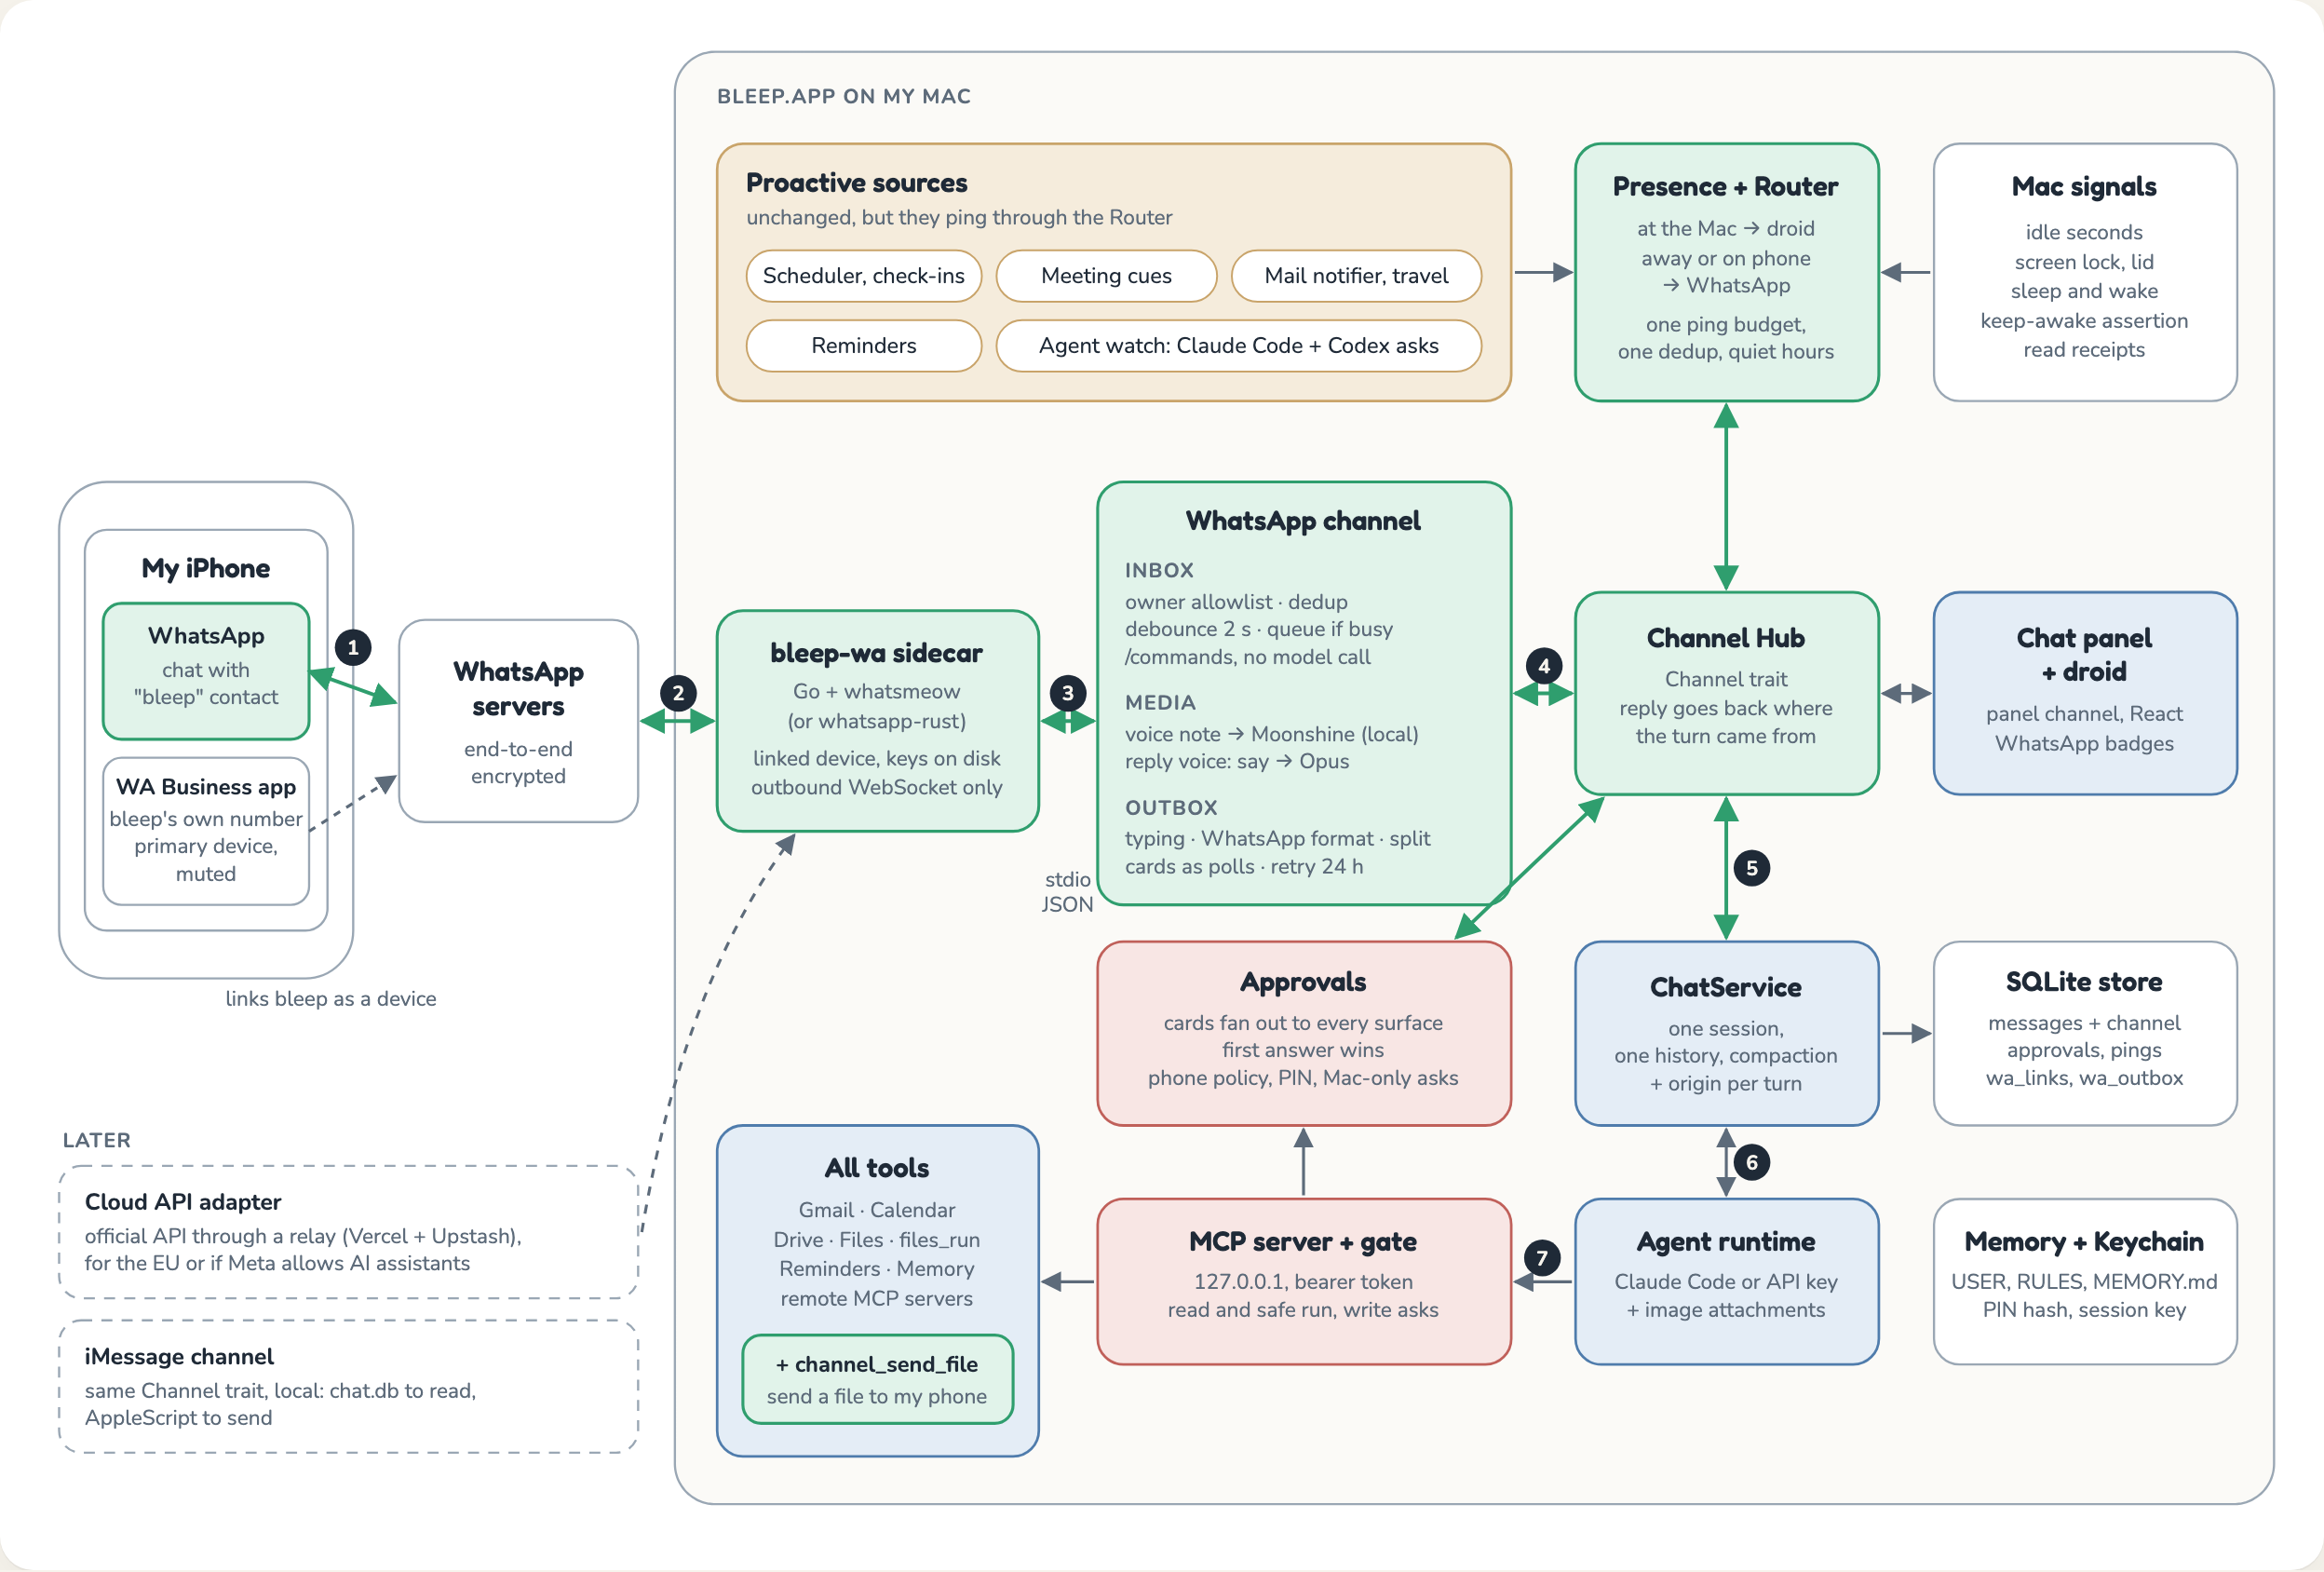 BLEEP.APP ON MY MAC
Proactive sources
unchanged, but they ping through the Router
Scheduler, check-ins
Meeting cues
Mail notifier, travel
Reminders
Agent watch: Claude Code + Codex asks
Presence + Router
at the Mac → droid
away or on phone
→ WhatsApp
one ping budget,
one dedup, quiet hours
Mac signals
idle seconds
screen lock, lid
sleep and wake
keep-awake assertion
read receipts
My iPhone
WhatsApp
chat with
"bleep" contact
WA Business app
bleep's own number
primary device,
muted
links bleep as a device
1
WhatsApp
servers
end-to-end
encrypted
2
bleep-wa sidecar
Go + whatsmeow
(or whatsapp-rust)
linked device, keys on disk
outbound WebSocket only
3
stdio
JSON
WhatsApp channel
INBOX
owner allowlist · dedup
debounce 2 s · queue if busy
/commands, no model call
MEDIA
voice note → Moonshine (local)
reply voice: say → Opus
OUTBOX
typing · WhatsApp format · split
cards as polls · retry 24 h
4
Channel Hub
Channel trait
reply goes back where
the turn came from
Chat panel
+ droid
panel channel, React
WhatsApp badges
5
Approvals
cards fan out to every surface
first answer wins
phone policy, PIN, Mac-only asks
ChatService
one session,
one history, compaction
+ origin per turn
SQLite store
messages + channel
approvals, pings
wa_links, wa_outbox
6
LATER
Cloud API adapter
official API through a relay (Vercel + Upstash),
for the EU or if Meta allows AI assistants
iMessage channel
same Channel trait, local: chat.db to read,
AppleScript to send
All tools
Gmail · Calendar
Drive · Files · files_run
Reminders · Memory
remote MCP servers
+ channel_send_file
send a file to my phone
MCP server + gate
127.0.0.1, bearer token
read and safe run, write asks
7
Agent runtime
Claude Code or API key
+ image attachments
Memory + Keychain
USER, RULES, MEMORY.md
PIN hash, session key